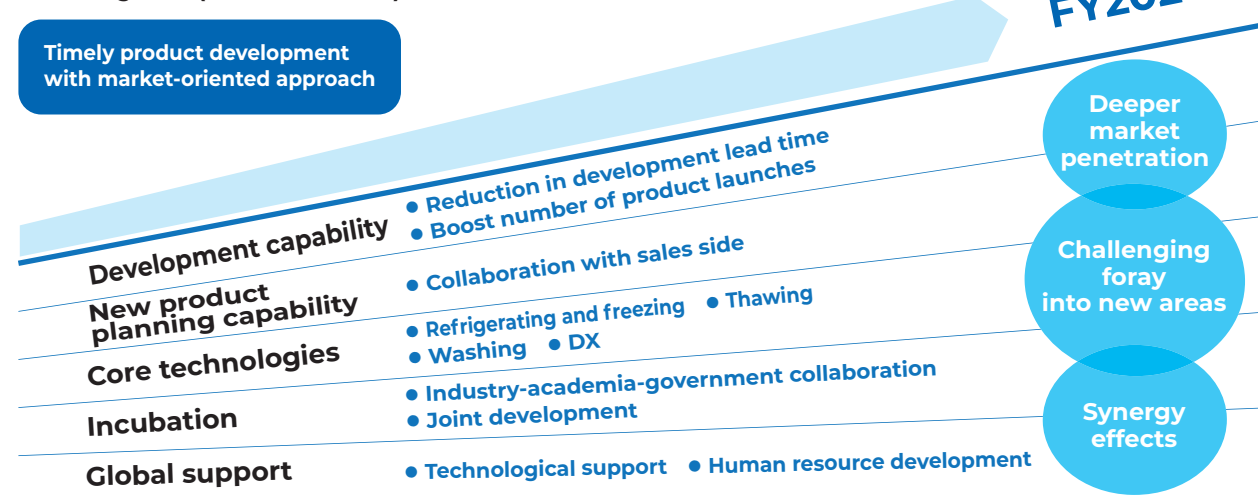 Timely product development
with market-oriented approach
Deeper
market
penetration
Development capability
● Reduction in development lead time
● Boost number of product launches
New product
planning capability
● Collaboration with sales side
Challenging
foray
into new areas
Core technologies
● Refrigerating and freezing ● Thawing
● Washing ● DX
Incubation
● Industry-academia-government collaboration
● Joint development
Synergy
effects
Global support
● Technological support ● Human resource development